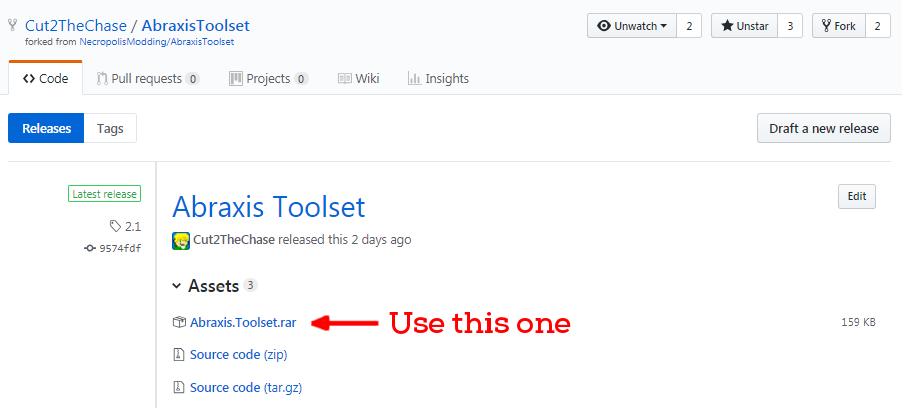 Cut2TheChase / AbraxisToolset
Unwatch 2 Unstar 3 Fork 2
forked from NecropolisModding/AbraxisToolset
Code Pull requests 0 Projects 0 Wiki Insights
Releases Tags Draft a new release
Latest release
2.1
9574fdf
Abraxis Toolset Edit
Cut2TheChase released this 2 days ago
Assets 3
Abraxis.Toolset.rar Use this one 159 KB
Source code (zip)
Source code (tar.gz)